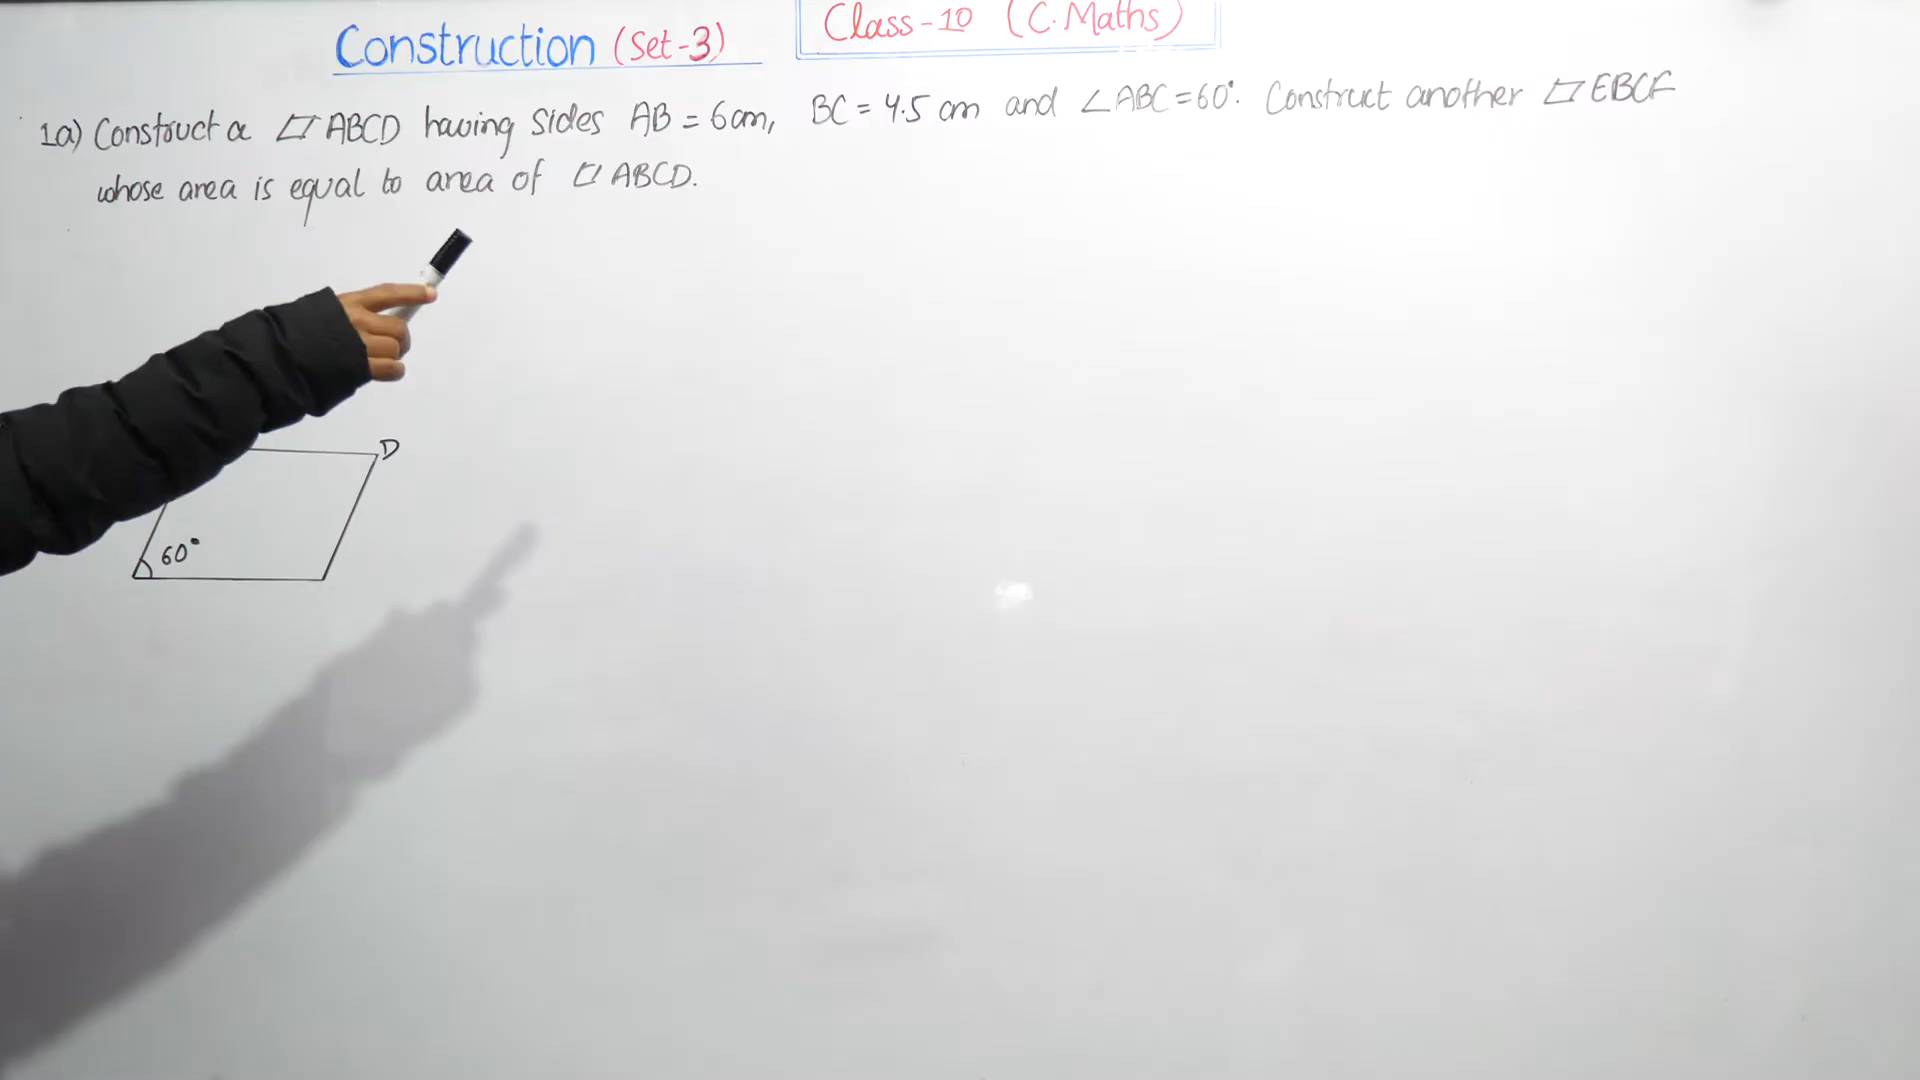 Construction (Set-3)
Class-10 (C.Maths)
1a) Construct a ▱ ABCD having sides AB = 6cm, BC = 4.5 cm and ∠ABC = 60°. Construct another ▱ EBCF
whose area is equal to area of ▱ ABCD.
D
60°